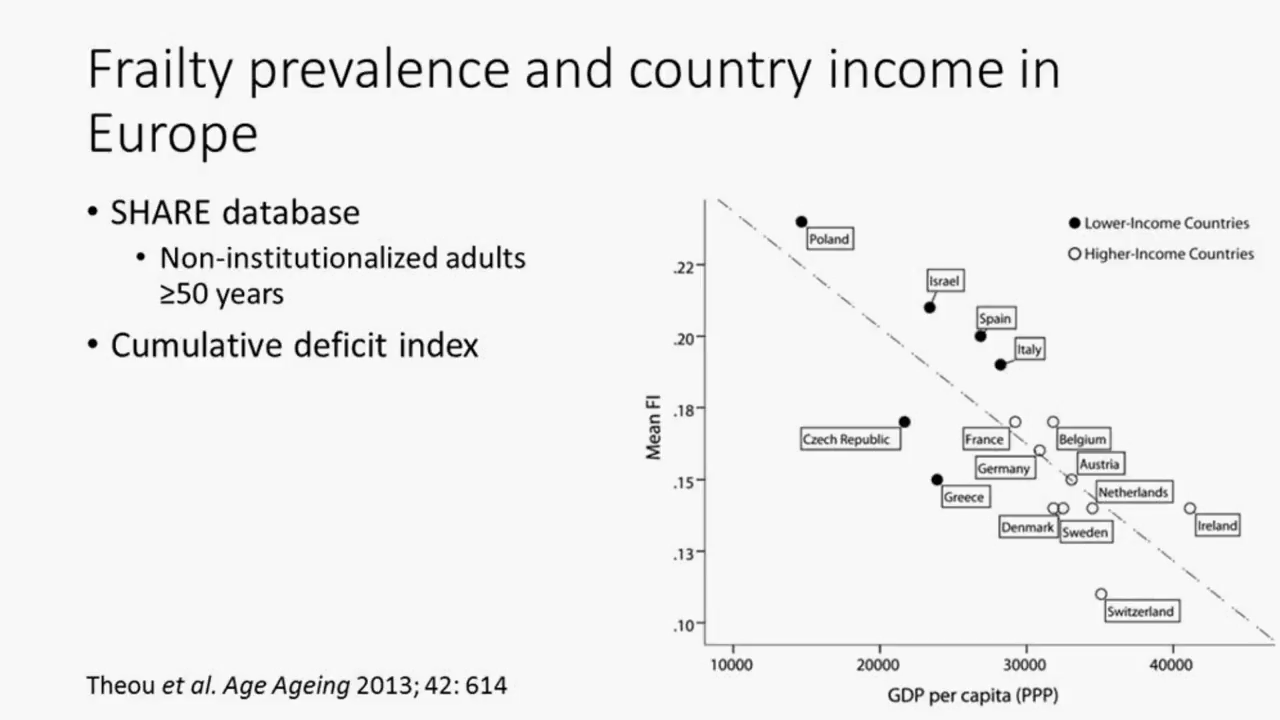 Frailty prevalence and country income in
Europe
• SHARE database
• Non-institutionalized adults
≥50 years
• Cumulative deficit index
Theou et al. Age Ageing 2013; 42: 614
Lower-Income Countries
Higher-Income Countries
Mean FI
.22
.20
.18
.15
.13
.10
Poland
Israel
Spain
Italy
Czech Republic
France
Belgium
Germany
Austria
Greece
Netherlands
Denmark
Sweden
Ireland
Switzerland
10000 20000 30000 40000
GDP per capita (PPP)